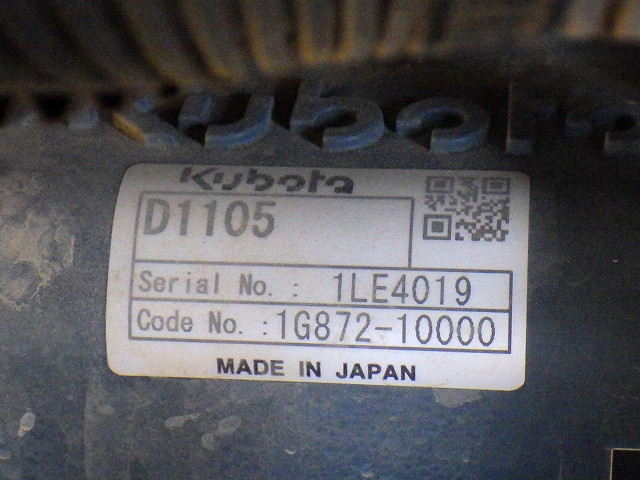 Kubota
Kubota
D1105
Serial No. : 1LE4019
Code No. : 1G872-10000
MADE IN JAPAN